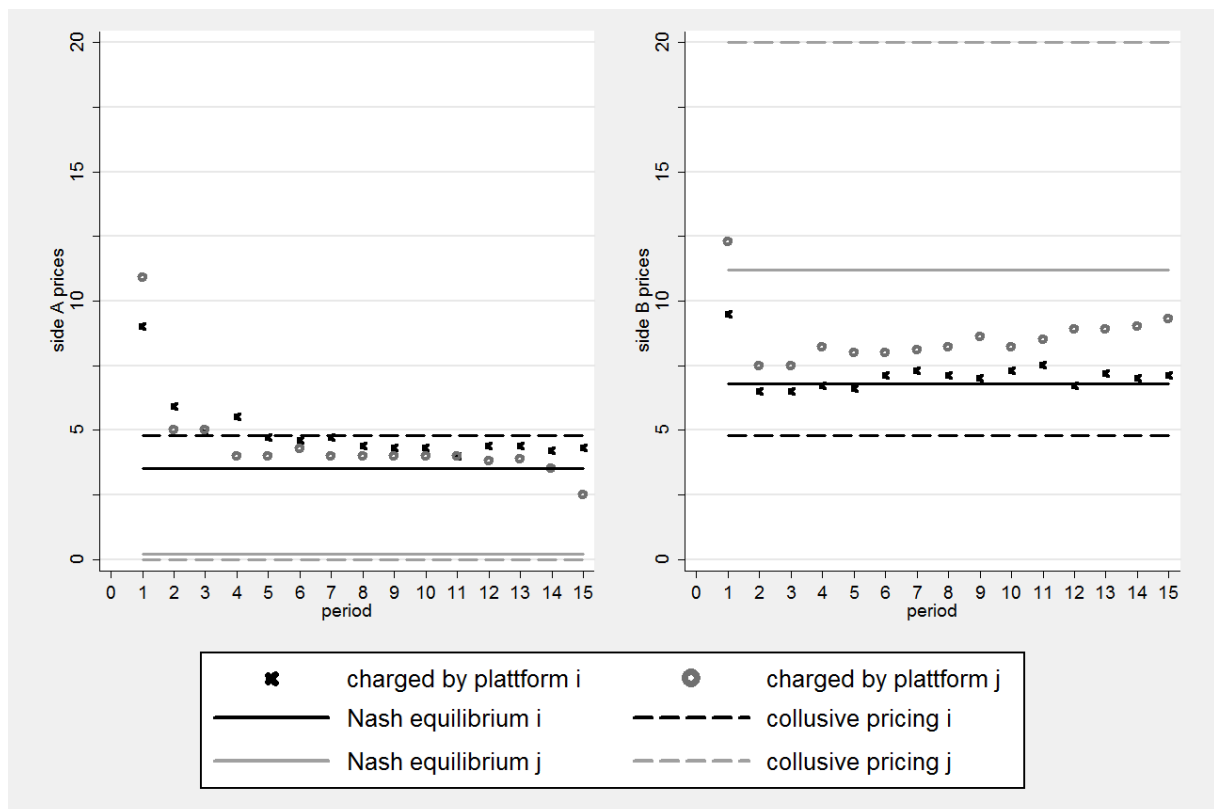 20
15
10
5
0
side A prices
0 1 2 3 4 5 6 7 8 9 10 11 12 13 14 15
period
20
15
10
5
0
side B prices
0 1 2 3 4 5 6 7 8 9 10 11 12 13 14 15
period
charged by plattform i
charged by plattform j
Nash equilibrium i
collusive pricing i
Nash equilibrium j
collusive pricing j